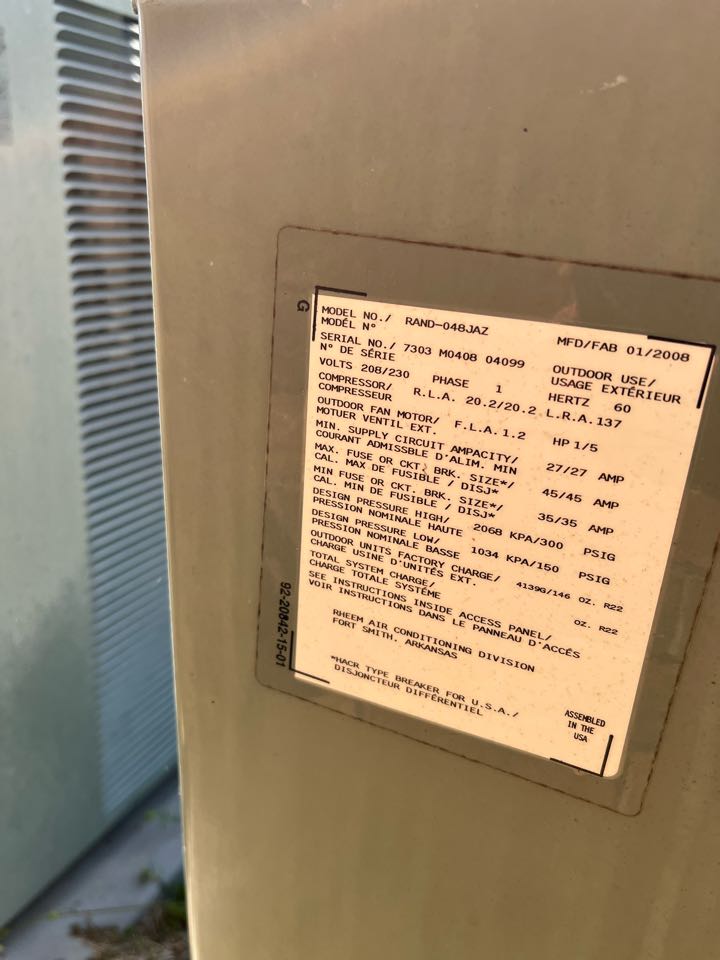 G
MODEL NO./ RAND-048JAZ MFD/FAB 01/2008
MODÉL N°
SERIAL NO./ 7303 M0408 04099 OUTDOOR USE/
N° DE SÉRIE USAGE EXTÉRIEUR
VOLTS 208/230 PHASE 1 HERTZ 60
COMPRESSOR/ R.L.A. 20.2/20.2 L.R.A. 137
COMPRESSEUR
OUTDOOR FAN MOTOR/ F.L.A. 1.2 HP 1/5
MOTUER VENTIL EXT.
MIN. SUPPLY CIRCUIT AMPACITY/ 27/27 AMP
COURANT ADMISSBLE D'ALIM. MIN
MAX. FUSE OR CKT. BRK. SIZE*/ 45/45 AMP
CAL. MAX DE FUSIBLE / DISJ*
MIN FUSE OR CKT. BRK. SIZE*/ 35/35 AMP
CAL. MIN DE FUSIBLE / DISJ*
DESIGN PRESSURE HIGH/ 2068 KPA/300 PSIG
PRESSION NOMINALE HAUTE
DESIGN PRESSURE LOW/ 1034 KPA/150 PSIG
PRESSION NOMINALE BASSE
OUTDOOR UNITS FACTORY CHARGE/ 4139G/146 OZ. R22
CHARGE USINE D'UNITÉS EXT.
TOTAL SYSTEM CHARGE/ OZ. R22
CHARGE TOTALE SYSTÉME
SEE INSTRUCTIONS INSIDE ACCESS PANEL/
VOIR INSTRUCTIONS DANS LE PANNEAU D'ACCÉS
RHEEM AIR CONDITIONING DIVISION
FORT SMITH, ARKANSAS
*HACR TYPE BREAKER FOR U.S.A./
DISJONCTEUR DIFFÉRENTIEL
ASSEMBLED
IN THE
USA
92-20842-15-01